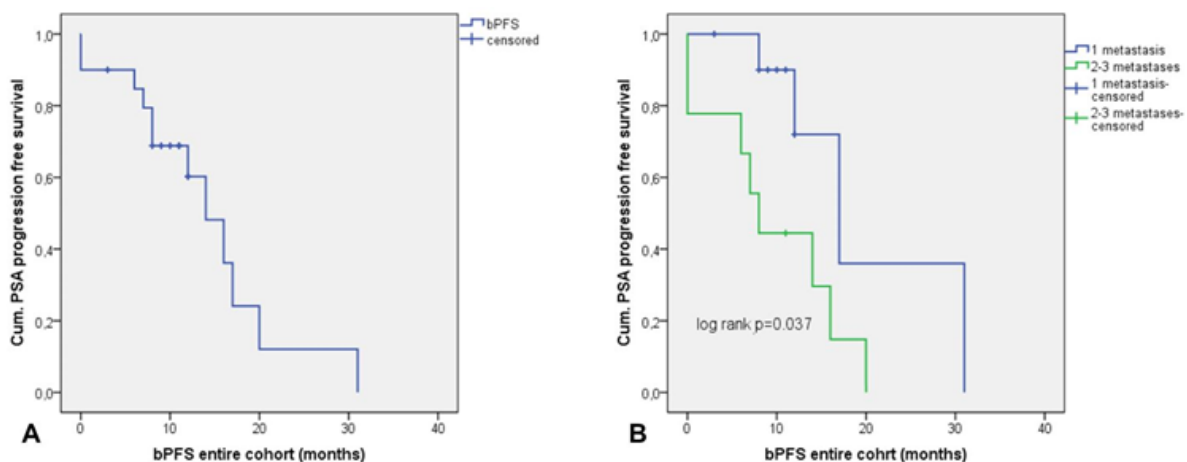 bPFS
censored
1,0
0,8
0,6
0,4
0,2
0,0
Cum. PSA progression free survival
0
10
20
30
40
bPFS entire cohort (months)
A
1 metastasis
2-3 metastases
1 metastasis-
censored
2-3 metastases-
censored
1,0
0,8
0,6
0,4
0,2
0,0
Cum. PSA progression free survival
log rank p=0.037
0
10
20
30
40
bPFS entire cohrt (months)
B